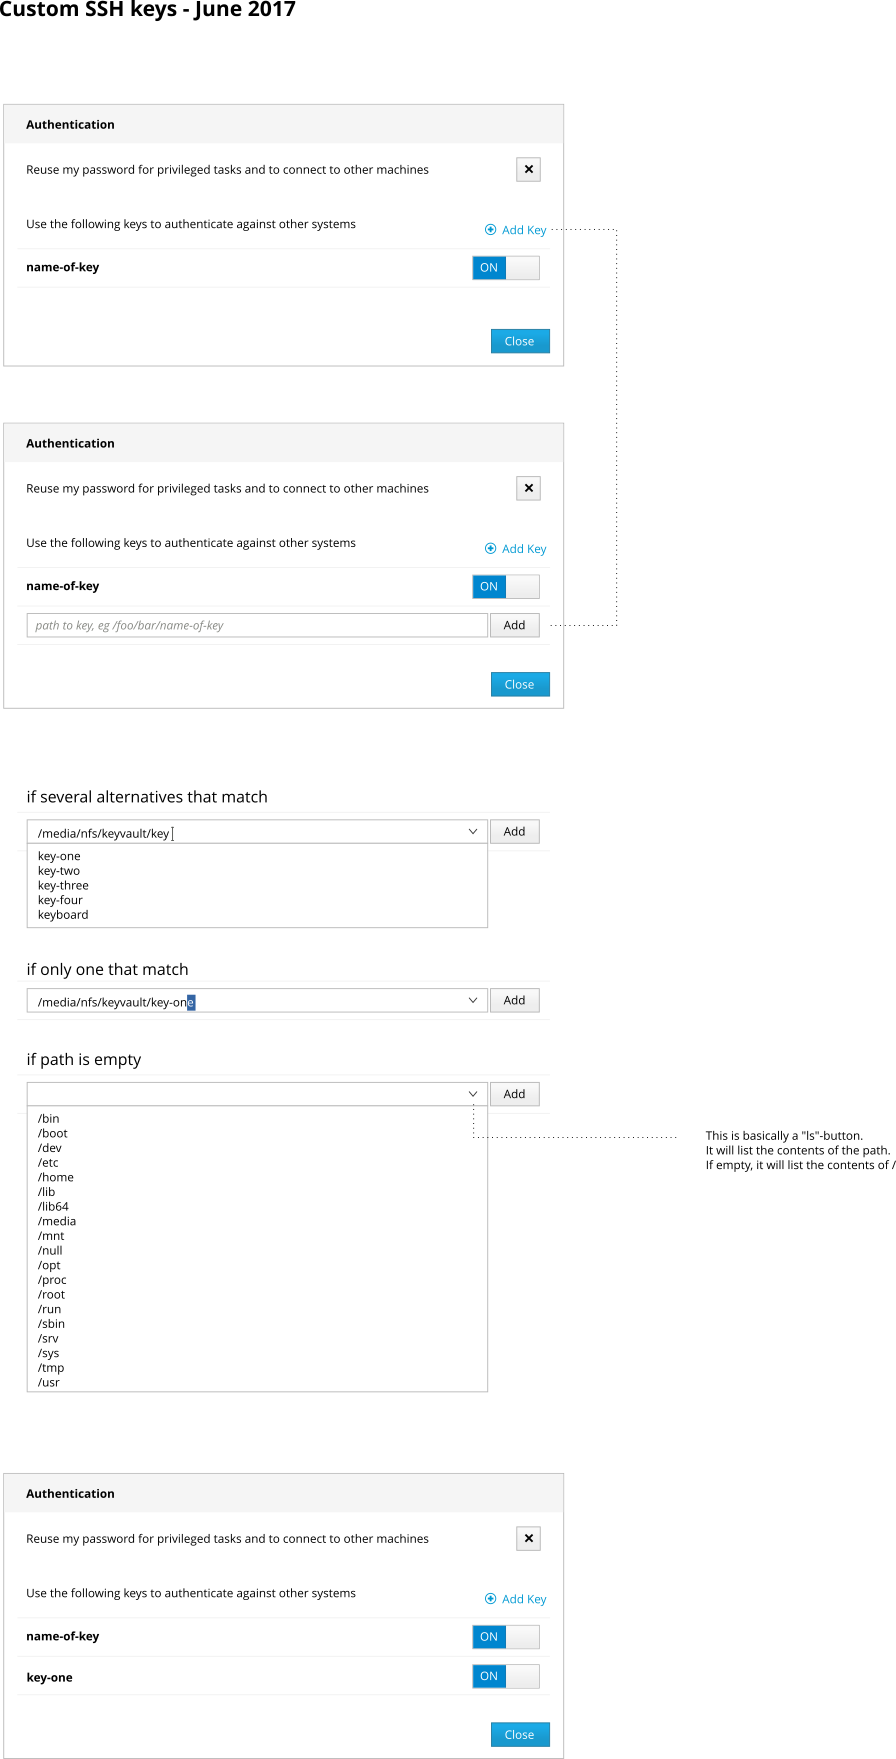 Custom SSH keys - June 2017
Authentication
Reuse my password for privileged tasks and to connect to other machines
Use the following keys to authenticate against other systems
Add Key
name-of-key
ON
Close
Authentication
Reuse my password for privileged tasks and to connect to other machines
Use the following keys to authenticate against other systems
Add Key
name-of-key
ON
path to key, eg /foo/bar/name-of-key
Add
Close
if several alternatives that match
/media/nfs/keyvault/key
Add
key-one
key-two
key-three
key-four
keyboard
if only one that match
/media/nfs/keyvault/key-one
Add
if path is empty
Add
/bin
/boot
/dev
/etc
/home
/lib
/lib64
/media
/mnt
/null
/opt
/proc
/root
/run
/sbin
/srv
/sys
/tmp
/usr
This is basically a "ls"-button.
It will list the contents of the path.
If empty, it will list the contents of /
Authentication
Reuse my password for privileged tasks and to connect to other machines
Use the following keys to authenticate against other systems
Add Key
name-of-key
ON
key-one
ON
Close